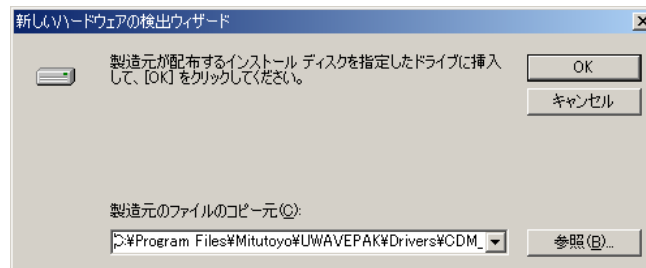 新しいハードウェアの検出ウィザード
製造元が配布するインストール ディスクを指定したドライブに挿入
して、[OK] をクリックしてください。
OK
キャンセル
製造元のファイルのコピー元(C):
C:¥Program Files¥Mitutoyo¥UWAVEPAK¥Drivers¥CDM_
参照(B)...